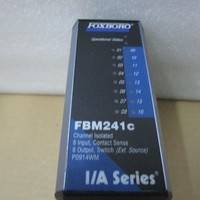 FOXBORO
Operational Status
01 09
02 10
03 11
04 12
05 13
06 14
07 15
08 16
FBM241c
Channel Isolated
8 Input, Contact Sense
8 Output, Switch (Ext. Source)
P0914WM
I/A Series